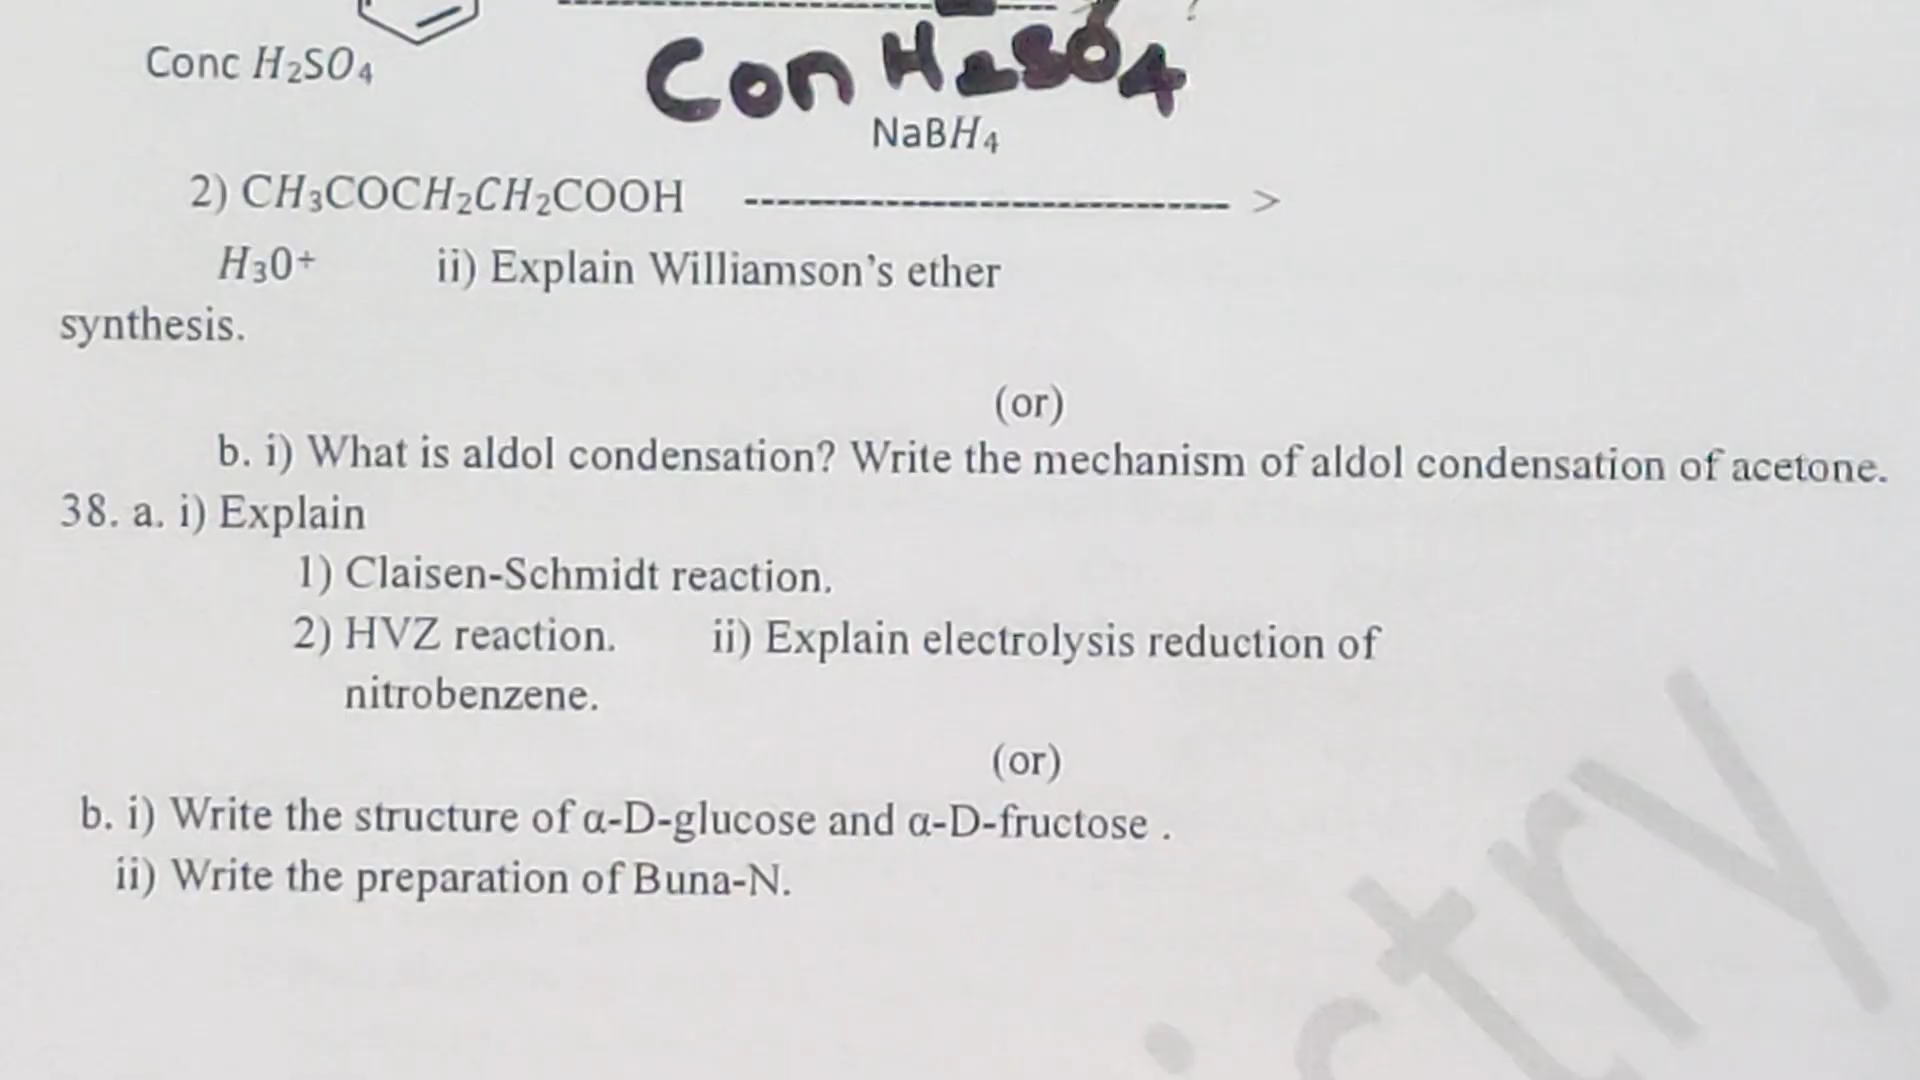 Conc H₂SO₄
Con H₂SO₄
NaBH₄
2) CH₃COCH₂CH₂COOH ------------------------------ >
H₃0⁺ ii) Explain Williamson's ether
synthesis.
(or)
b. i) What is aldol condensation? Write the mechanism of aldol condensation of acetone.
38. a. i) Explain
1) Claisen-Schmidt reaction.
2) HVZ reaction. ii) Explain electrolysis reduction of
nitrobenzene.
(or)
b. i) Write the structure of α-D-glucose and α-D-fructose .
ii) Write the preparation of Buna-N.
istry